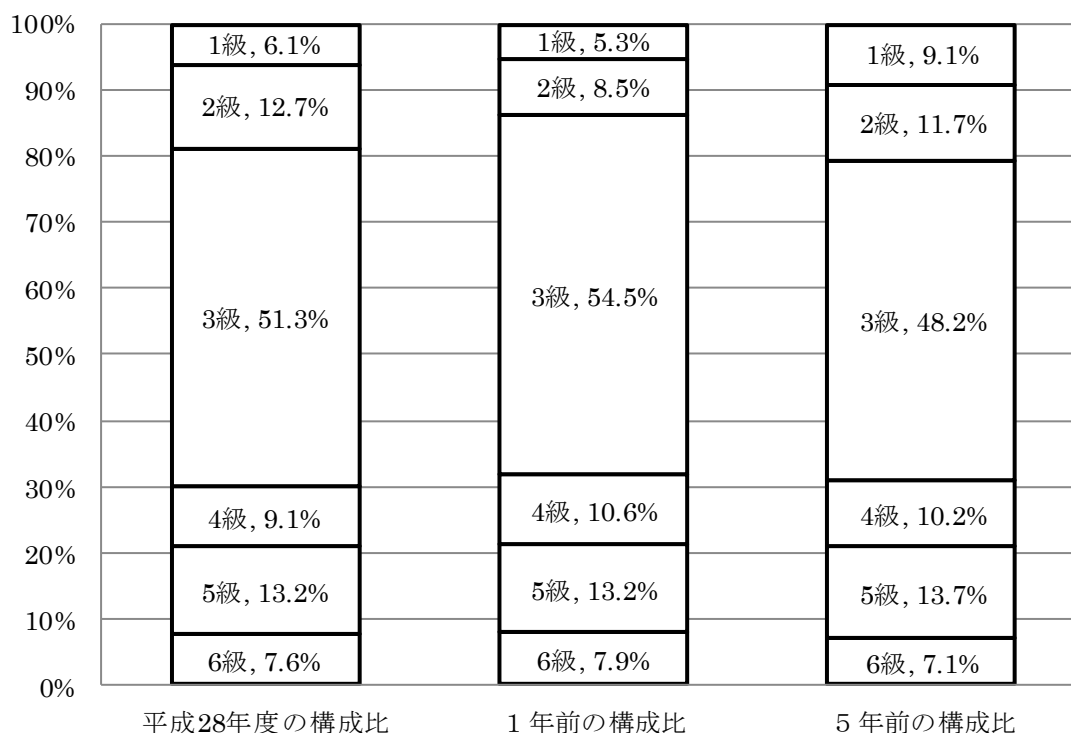 100%
90%
80%
70%
60%
50%
40%
30%
20%
10%
0%
1級, 6.1%
2級, 12.7%
3級, 51.3%
4級, 9.1%
5級, 13.2%
6級, 7.6%
1級, 5.3%
2級, 8.5%
3級, 54.5%
4級, 10.6%
5級, 13.2%
6級, 7.9%
1級, 9.1%
2級, 11.7%
3級, 48.2%
4級, 10.2%
5級, 13.7%
6級, 7.1%
平成28年度の構成比
1 年前の構成比
5 年前の構成比